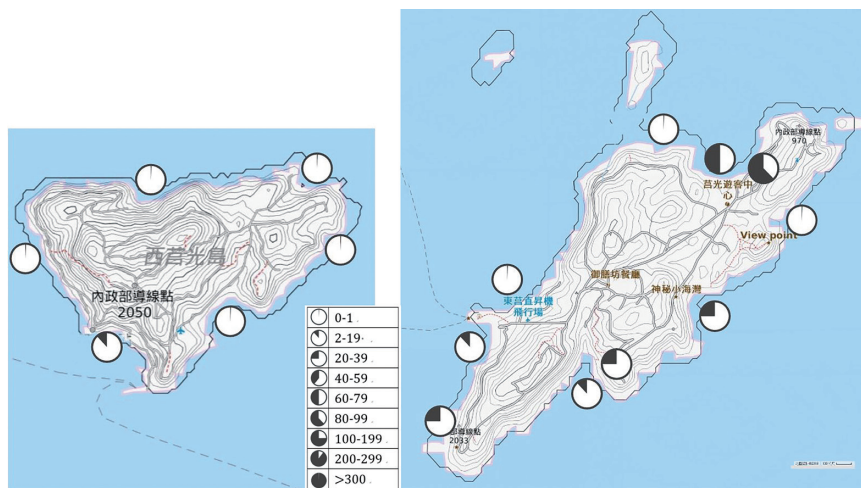 西莒光島
內政部導線點
2050
0-1
2-19
20-39
40-59
60-79
80-99
100-199
200-299
>300
內政部導線點
970
莒光遊客中
心
View point
御膳坊餐廳
神秘小海灣
東莒直昇機
飛行場
部導線點
2033